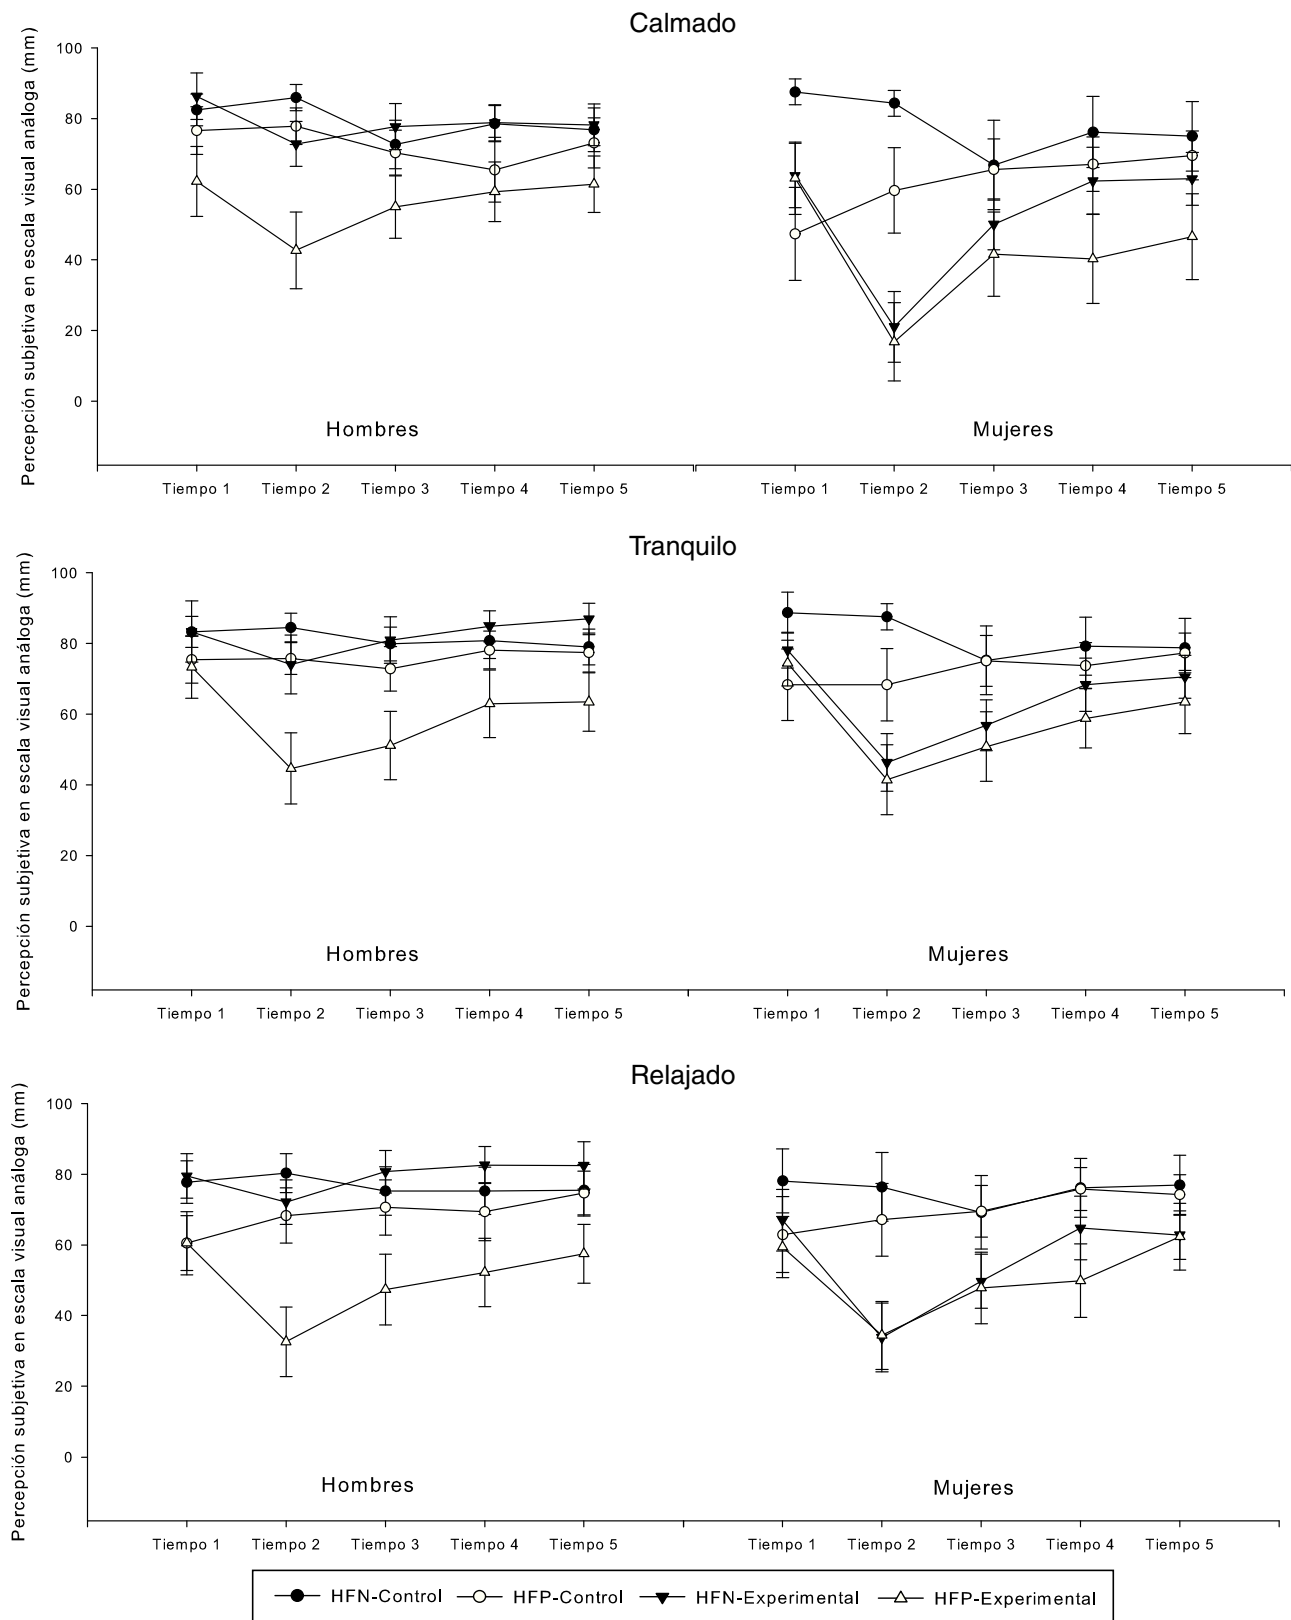 Calmado
Percepción subjetiva en escala visual análoga (mm)
100
80
60
40
20
0
Hombres
Mujeres
Tiempo 1 Tiempo 2 Tiempo 3 Tiempo 4 Tiempo 5 Tiempo 1 Tiempo 2 Tiempo 3 Tiempo 4 Tiempo 5
Tranquilo
Percepción subjetiva en escala visual análoga (mm)
100
80
60
40
20
0
Hombres
Mujeres
Tiempo 1 Tiempo 2 Tiempo 3 Tiempo 4 Tiempo 5 Tiempo 1 Tiempo 2 Tiempo 3 Tiempo 4 Tiempo 5
Relajado
Percepción subjetiva en escala visual análoga (mm)
100
80
60
40
20
0
Hombres
Mujeres
Tiempo 1 Tiempo 2 Tiempo 3 Tiempo 4 Tiempo 5 Tiempo 1 Tiempo 2 Tiempo 3 Tiempo 4 Tiempo 5
HFN-Control HFP-Control HFN-Experimental HFP-Experimental